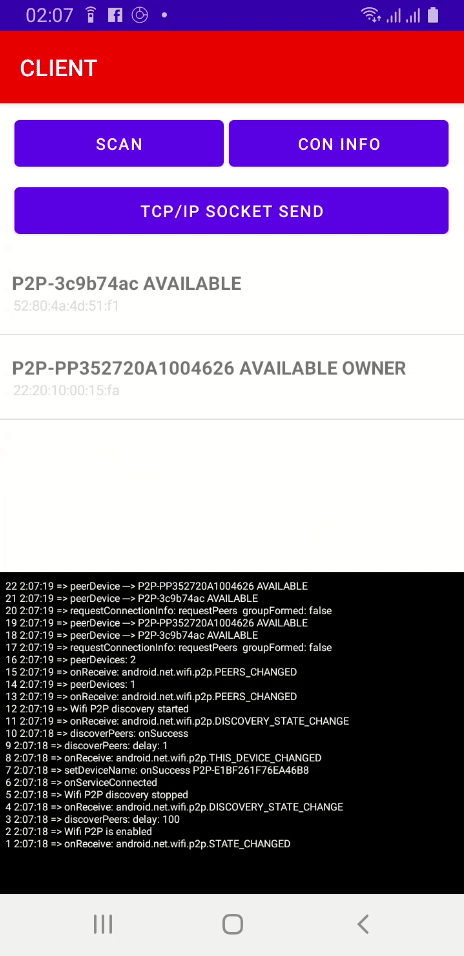 02:07
CLIENT
SCAN
CON INFO
TCP/IP SOCKET SEND
P2P-3c9b74ac AVAILABLE
52:80:4a:4d:51:f1
P2P-PP352720A1004626 AVAILABLE OWNER
22:20:10:00:15:fa
22 2:07:19 => peerDevice —> P2P-PP352720A1004626 AVAILABLE
21 2:07:19 => peerDevice —> P2P-3c9b74ac AVAILABLE
20 2:07:19 => requestConnectionInfo: requestPeers  groupFormed: false
19 2:07:19 => peerDevice —> P2P-PP352720A1004626 AVAILABLE
18 2:07:19 => peerDevice —> P2P-3c9b74ac AVAILABLE
17 2:07:19 => requestConnectionInfo: requestPeers  groupFormed: false
16 2:07:19 => peerDevices: 2
15 2:07:19 => onReceive: android.net.wifi.p2p.PEERS_CHANGED
14 2:07:19 => peerDevices: 1
13 2:07:19 => onReceive: android.net.wifi.p2p.PEERS_CHANGED
12 2:07:19 => Wifi P2P discovery started
11 2:07:19 => onReceive: android.net.wifi.p2p.DISCOVERY_STATE_CHANGE
10 2:07:18 => discoverPeers: onSuccess
9 2:07:18 => discoverPeers: delay: 1
8 2:07:18 => onReceive: android.net.wifi.p2p.THIS_DEVICE_CHANGED
7 2:07:18 => setDeviceName: onSuccess P2P-E1BF261F76EA46B8
6 2:07:18 => onServiceConnected
5 2:07:18 => Wifi P2P discovery stopped
4 2:07:18 => onReceive: android.net.wifi.p2p.DISCOVERY_STATE_CHANGE
3 2:07:18 => discoverPeers: delay: 100
2 2:07:18 => Wifi P2P is enabled
1 2:07:18 => onReceive: android.net.wifi.p2p.STATE_CHANGED